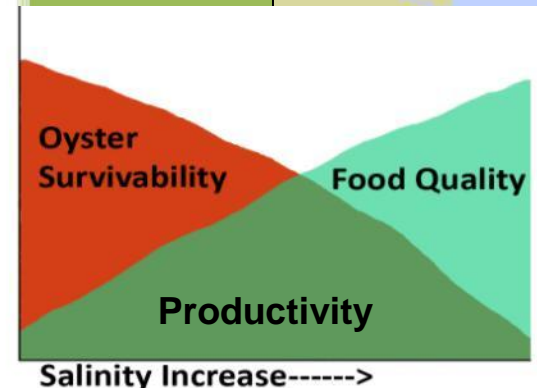 Oyster
Survivability
Food Quality
Productivity
Salinity Increase------>